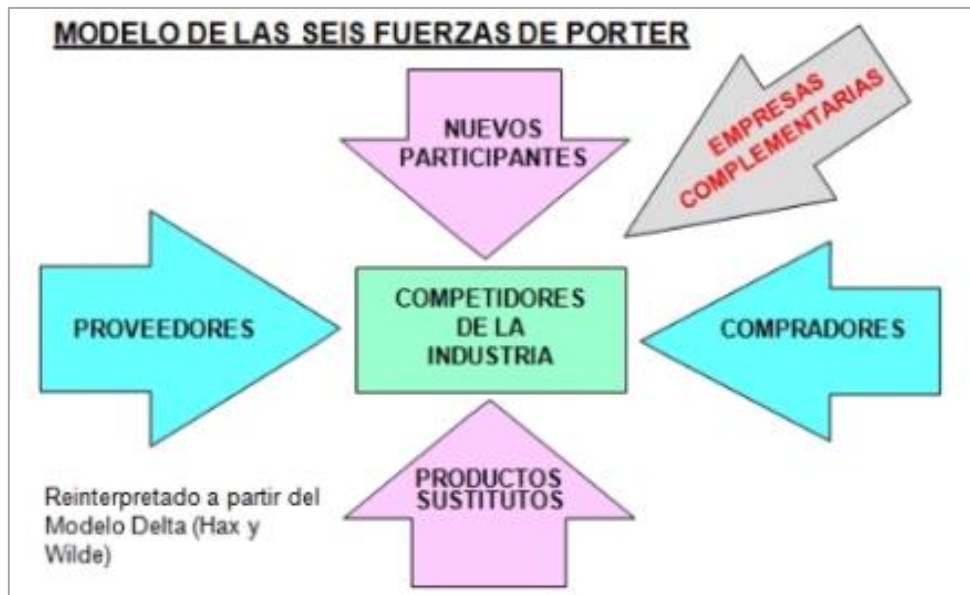 MODELO DE LAS SEIS FUERZAS DE PORTER
EMPRESAS
COMPLEMENTARIAS
NUEVOS
PARTICIPANTES
PROVEEDORES
COMPETIDORES
DE LA
INDUSTRIA
COMPRADORES
PRODUCTOS
SUSTITUTOS
Reinterpretado a partir del
Modelo Delta (Hax y
Wilde)